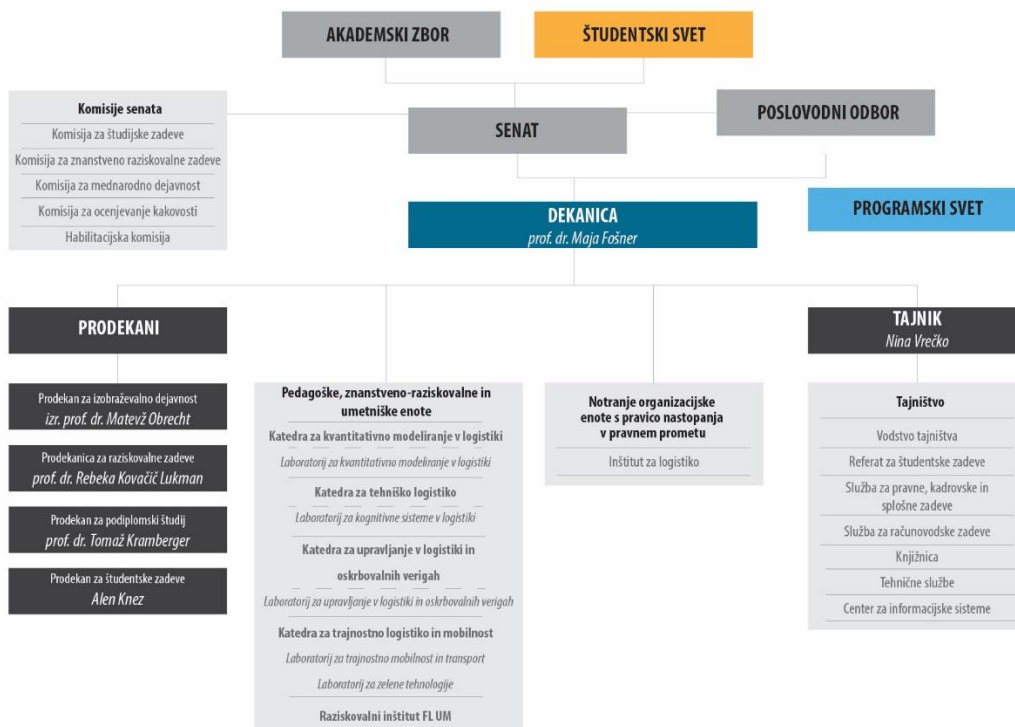 AKADEMSKI ZBOR
ŠTUDENTSKI SVET
Komisije senata
Komisija za študijske zadeve
Komisija za znanstveno raziskovalne zadeve
Komisija za mednarodno dejavnost
Komisija za ocenjevanje kakovosti
Habilitacijska komisija
SENAT
POSLOVODNI ODBOR
DEKANICA
prof. dr. Maja Fošner
PROGRAMSKI SVET
PRODEKANI
Prodekan za izobraževalno dejavnost
izr. prof. dr. Matevž Obrecht
Prodekanica za raziskovalne zadeve
prof. dr. Rebeka Kovačič Lukman
Prodekan za podiplomski študij
prof. dr. Tomaž Kramberger
Prodekan za študentske zadeve
Alen Knez
Pedagoške, znanstveno-raziskovalne in
umetniške enote
Katedra za kvantitativno modeliranje v logistiki
Laboratorij za kvantitativno modeliranje v logistiki
Katedra za tehniško logistiko
Laboratorij za kognitivne sisteme v logistiki
Katedra za upravljanje v logistiki in
oskrbovalnih verigah
Laboratorij za upravljanje v logistiki in oskrbovalnih verigah
Katedra za trajnostno logistiko in mobilnost
Laboratorij za trajnostno mobilnost in transport
Laboratorij za zelene tehnologije
Raziskovalni inštitut FL UM
Notranje organizacijske
enote s pravico nastopanja
v pravnem prometu
Inštitut za logistiko
TAJNIK
Nina Vrečko
Tajništvo
Vodstvo tajništva
Referat za študentske zadeve
Služba za pravne, kadrovske in
splošne zadeve
Služba za računovodske zadeve
Knjižnica
Tehnične službe
Center za informacijske sisteme